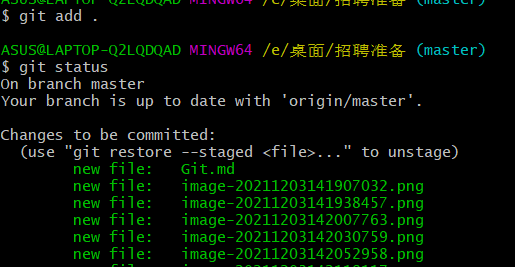 $ git add .
ASUS@LAPTOP-Q2LQDQAD MINGW64 /e/桌面/招聘准备 (master)
$ git status
On branch master
Your branch is up to date with 'origin/master'.
Changes to be committed:
(use "git restore --staged <file>..." to unstage)
new file: Git.md
new file: image-20211203141907032.png
new file: image-20211203141938457.png
new file: image-20211203142007763.png
new file: image-20211203142030759.png
new file: image-20211203142052958.png